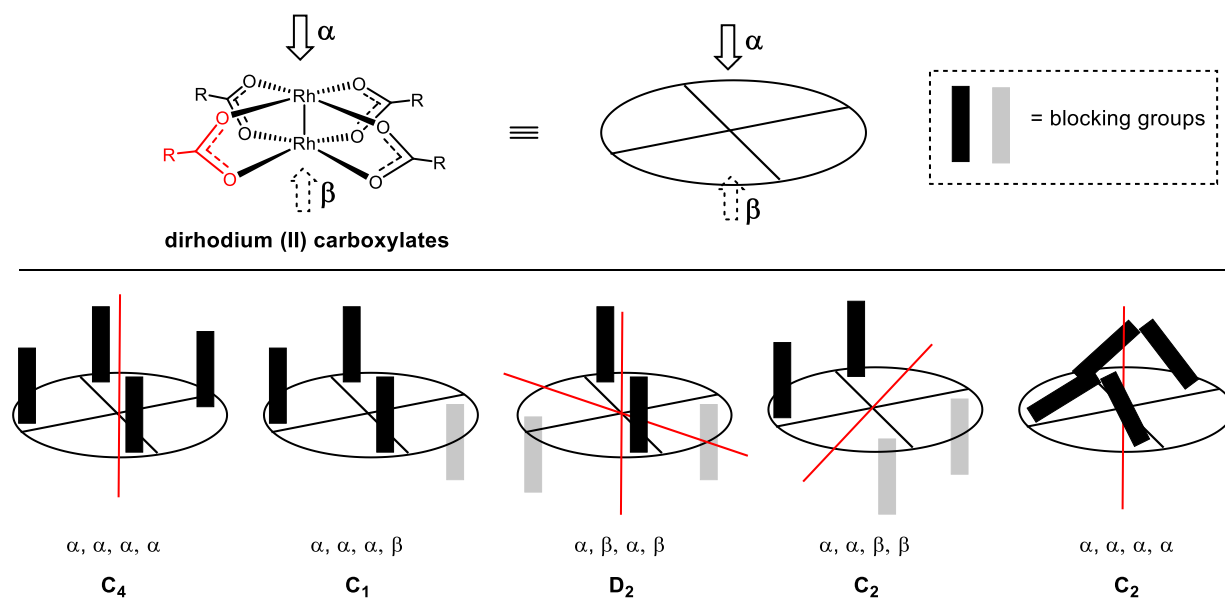 α
α
O O
Rh
R R
O O
= blocking groups
≡
O O
Rh
R R
O O
β
β
dirhodium (II) carboxylates
α, α, α, α
α, α, α, β
α, β, α, β
α, α, β, β
α, α, α, α
C₄
C₁
D₂
C₂
C₂